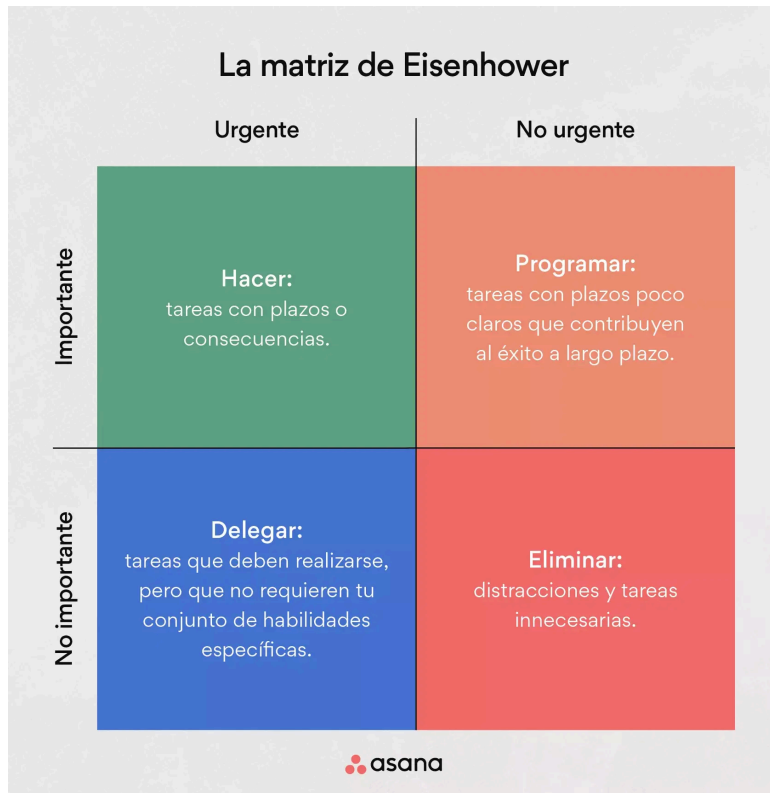 La matriz de Eisenhower
Urgente
No urgente
Importante
Hacer:
tareas con plazos o
consecuencias.
Programar:
tareas con plazos poco
claros que contribuyen
al éxito a largo plazo.
No importante
Delegar:
tareas que deben realizarse,
pero que no requieren tu
conjunto de habilidades
específicas.
Eliminar:
distracciones y tareas
innecesarias.
asana